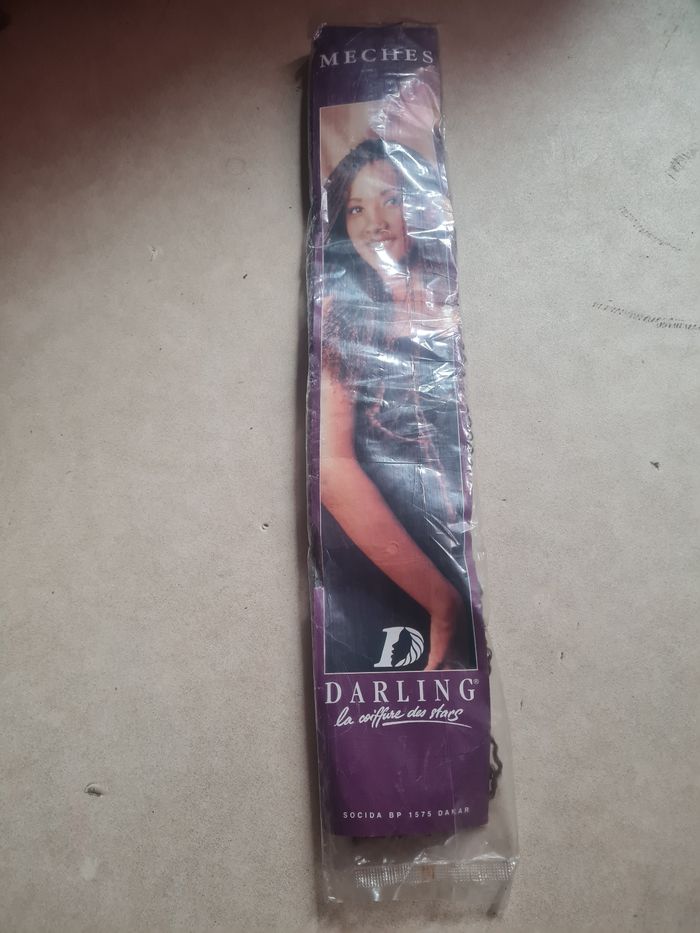 MECHES
D
DARLING®
la coiffure des stars
SOCIDA BP 1575 DAKAR